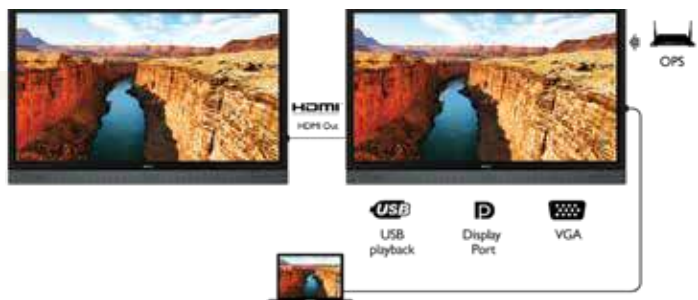 HDMI
HDMI Out
OPS
USB
USB
playback
D
Display
Port
VGA